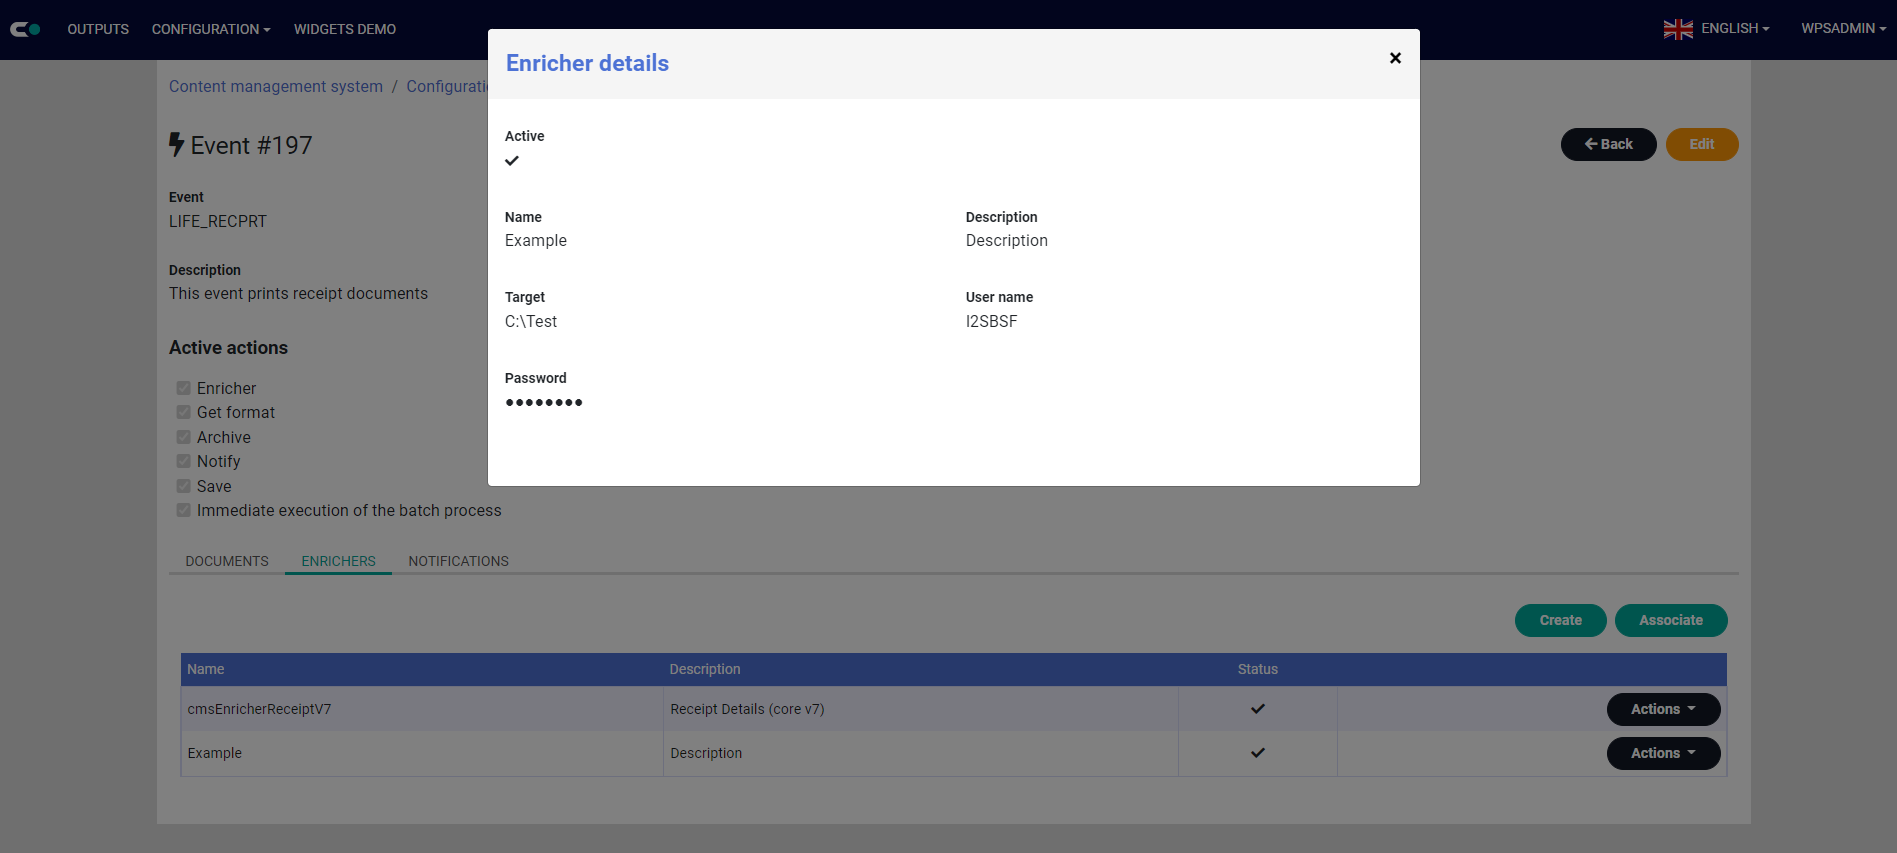 OUTPUTS CONFIGURATION WIDGETS DEMO ENGLISH WPSADMIN
Enricher details
×
Content management system / Configurati
Event #197
Back Edit
Event
LIFE_RECPRT
Description
This event prints receipt documents
Active actions
Enricher
Get format
Archive
Notify
Save
Immediate execution of the batch process
Active
Name Description
Example Description
Target User name
C:\Test I2SBSF
Password
••••••••
DOCUMENTS ENRICHERS NOTIFICATIONS
Create Associate
Name Description Status
cmsEnricherReceiptV7 Receipt Details (core v7) Actions
Example Description Actions